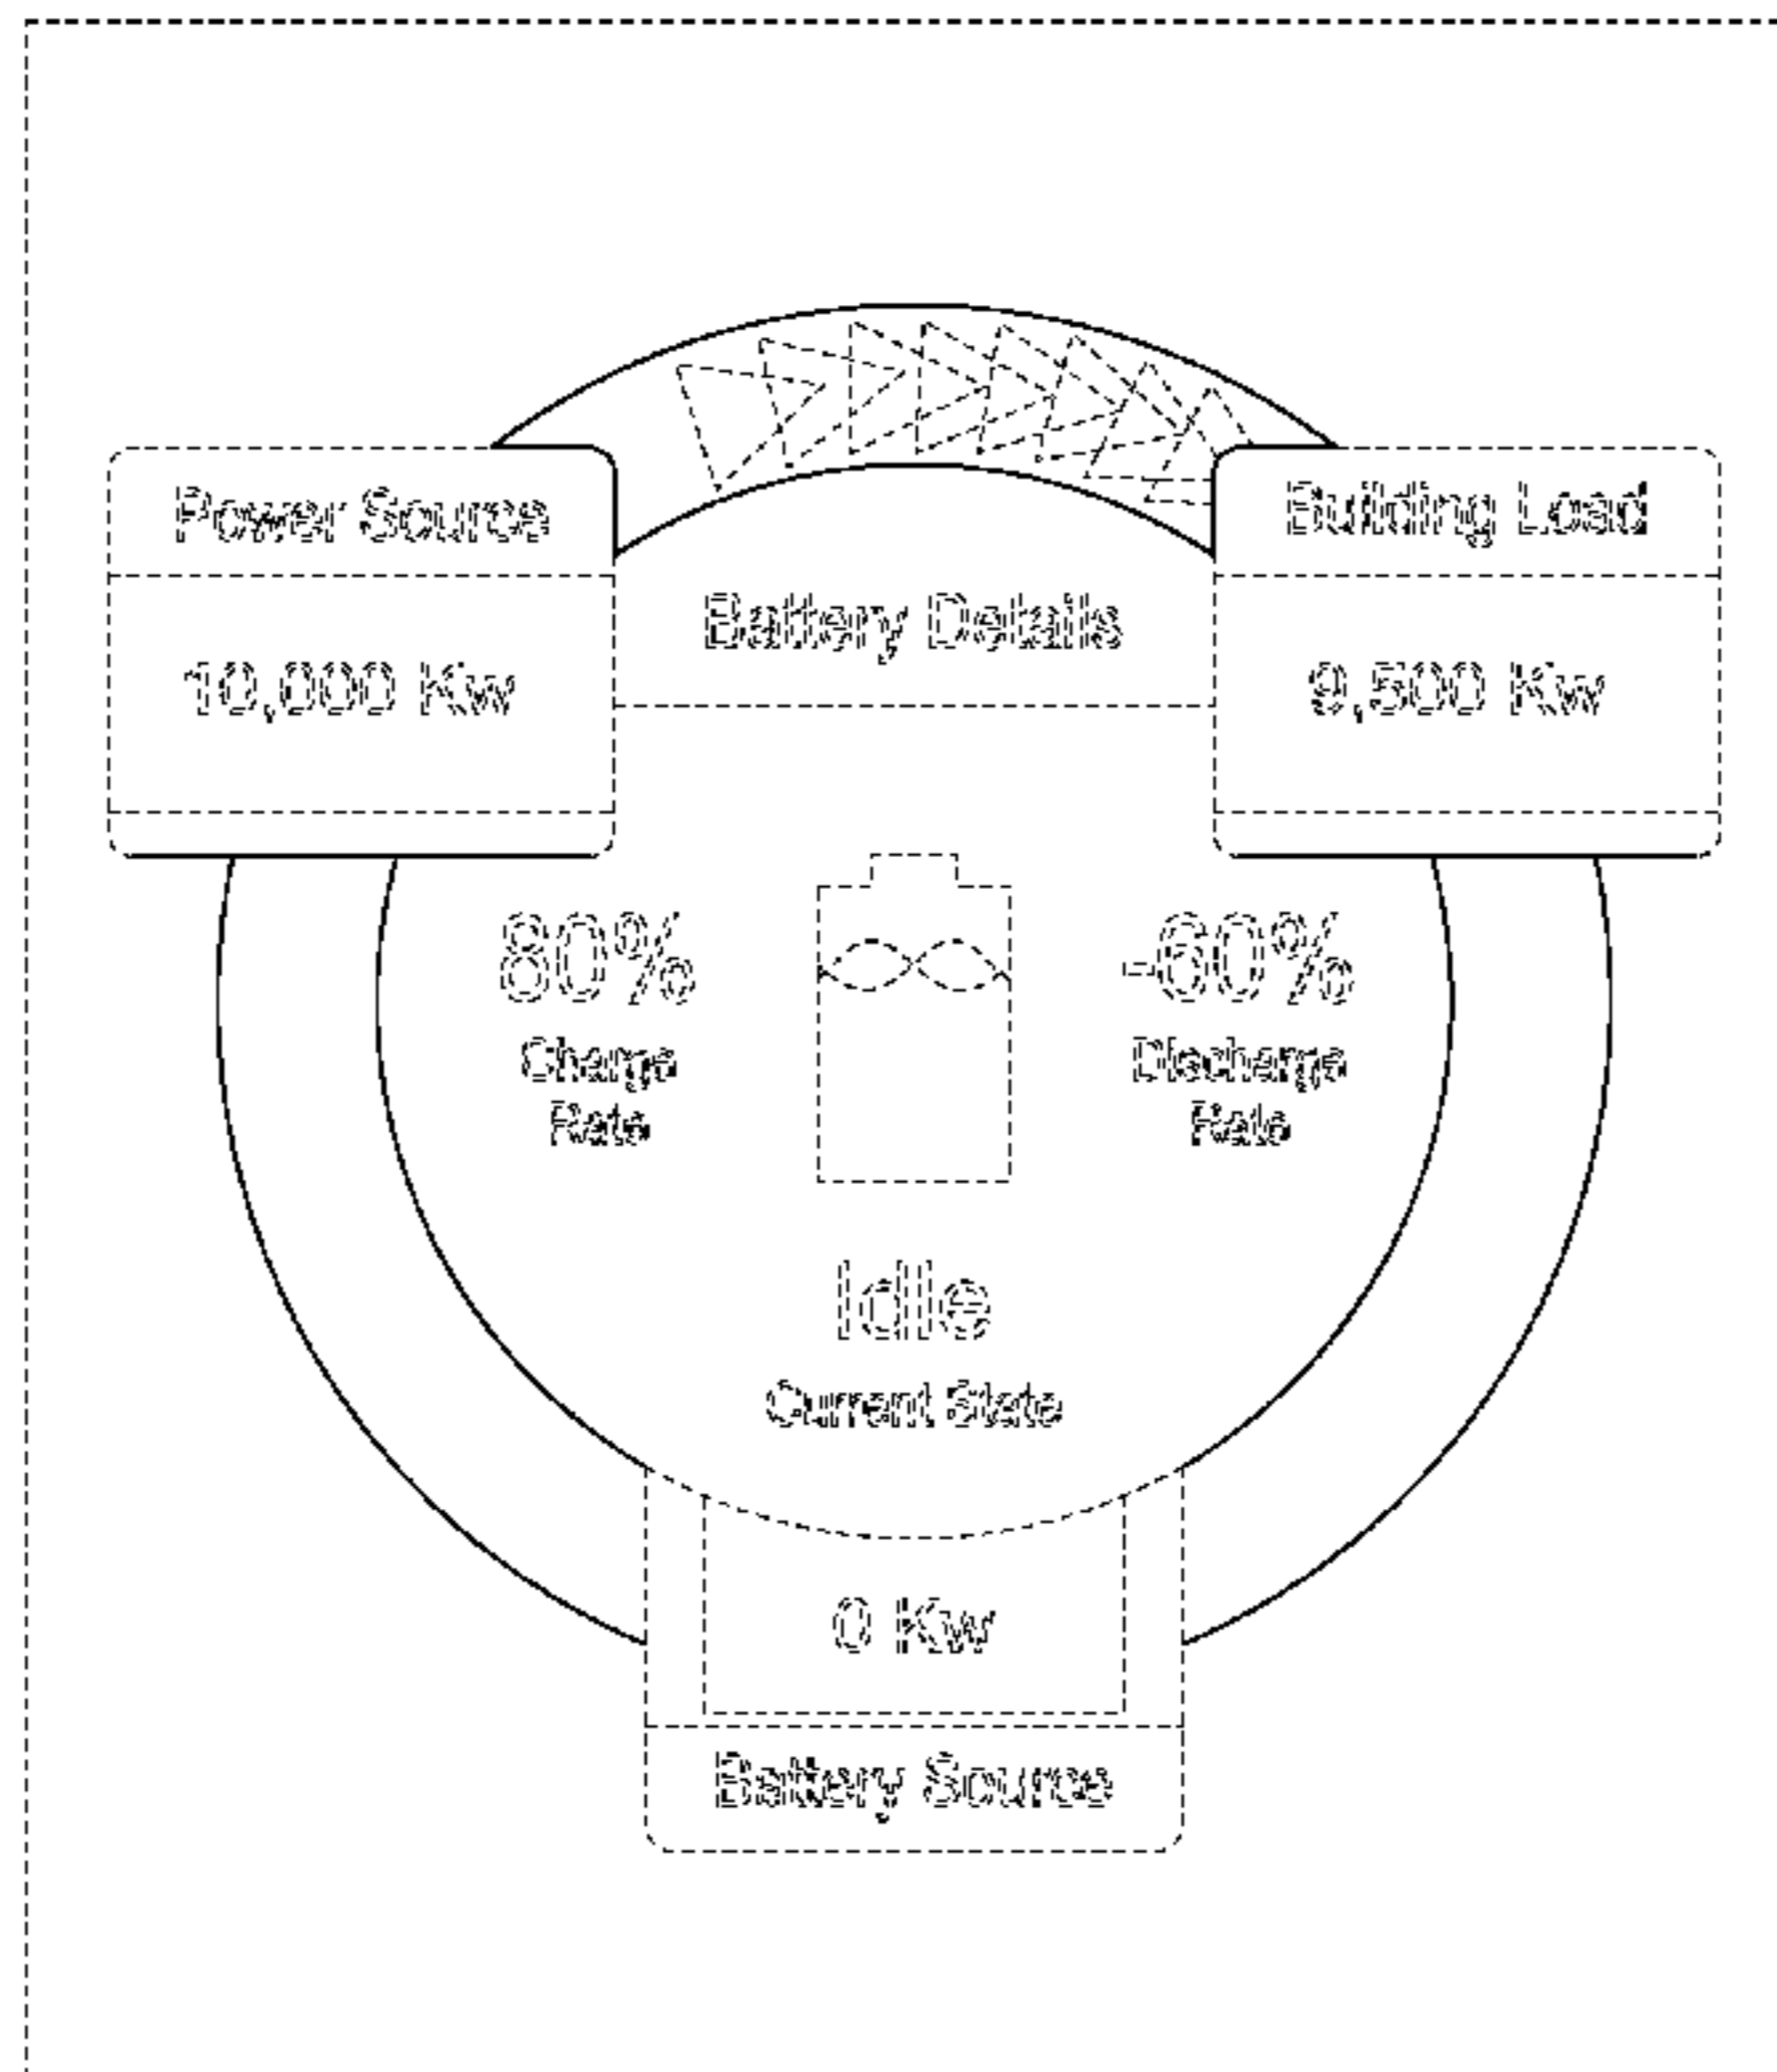 Power Source
Building Load
Battery Details
10,000 Kw
9,500 Kw
80%
-60%
Charge
Rate
Discharge
Rate
Idle
Current State
0 Kw
Battery Source